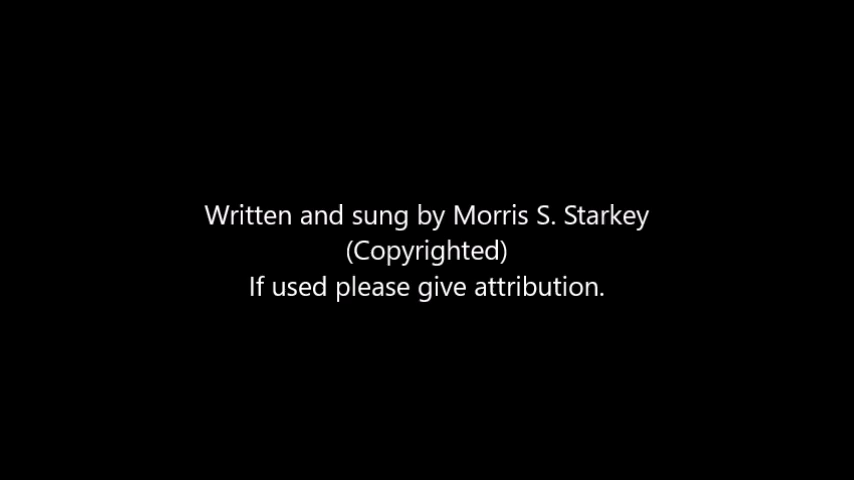 Written and sung by Morris S. Starkey
(Copyrighted)
If used please give attribution.